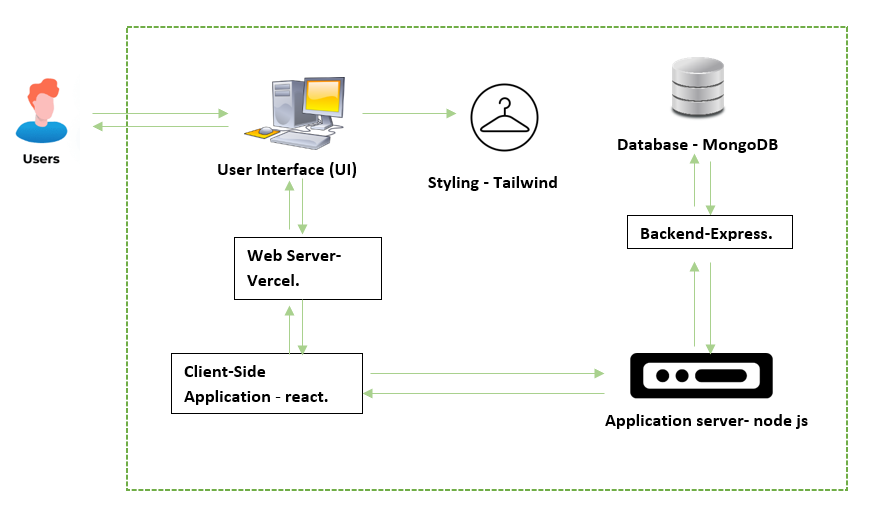 Users
User Interface (UI)
Styling - Tailwind
Database - MongoDB
Backend-Express.
Web Server-
Vercel.
Client-Side
Application - react.
Application server- node js